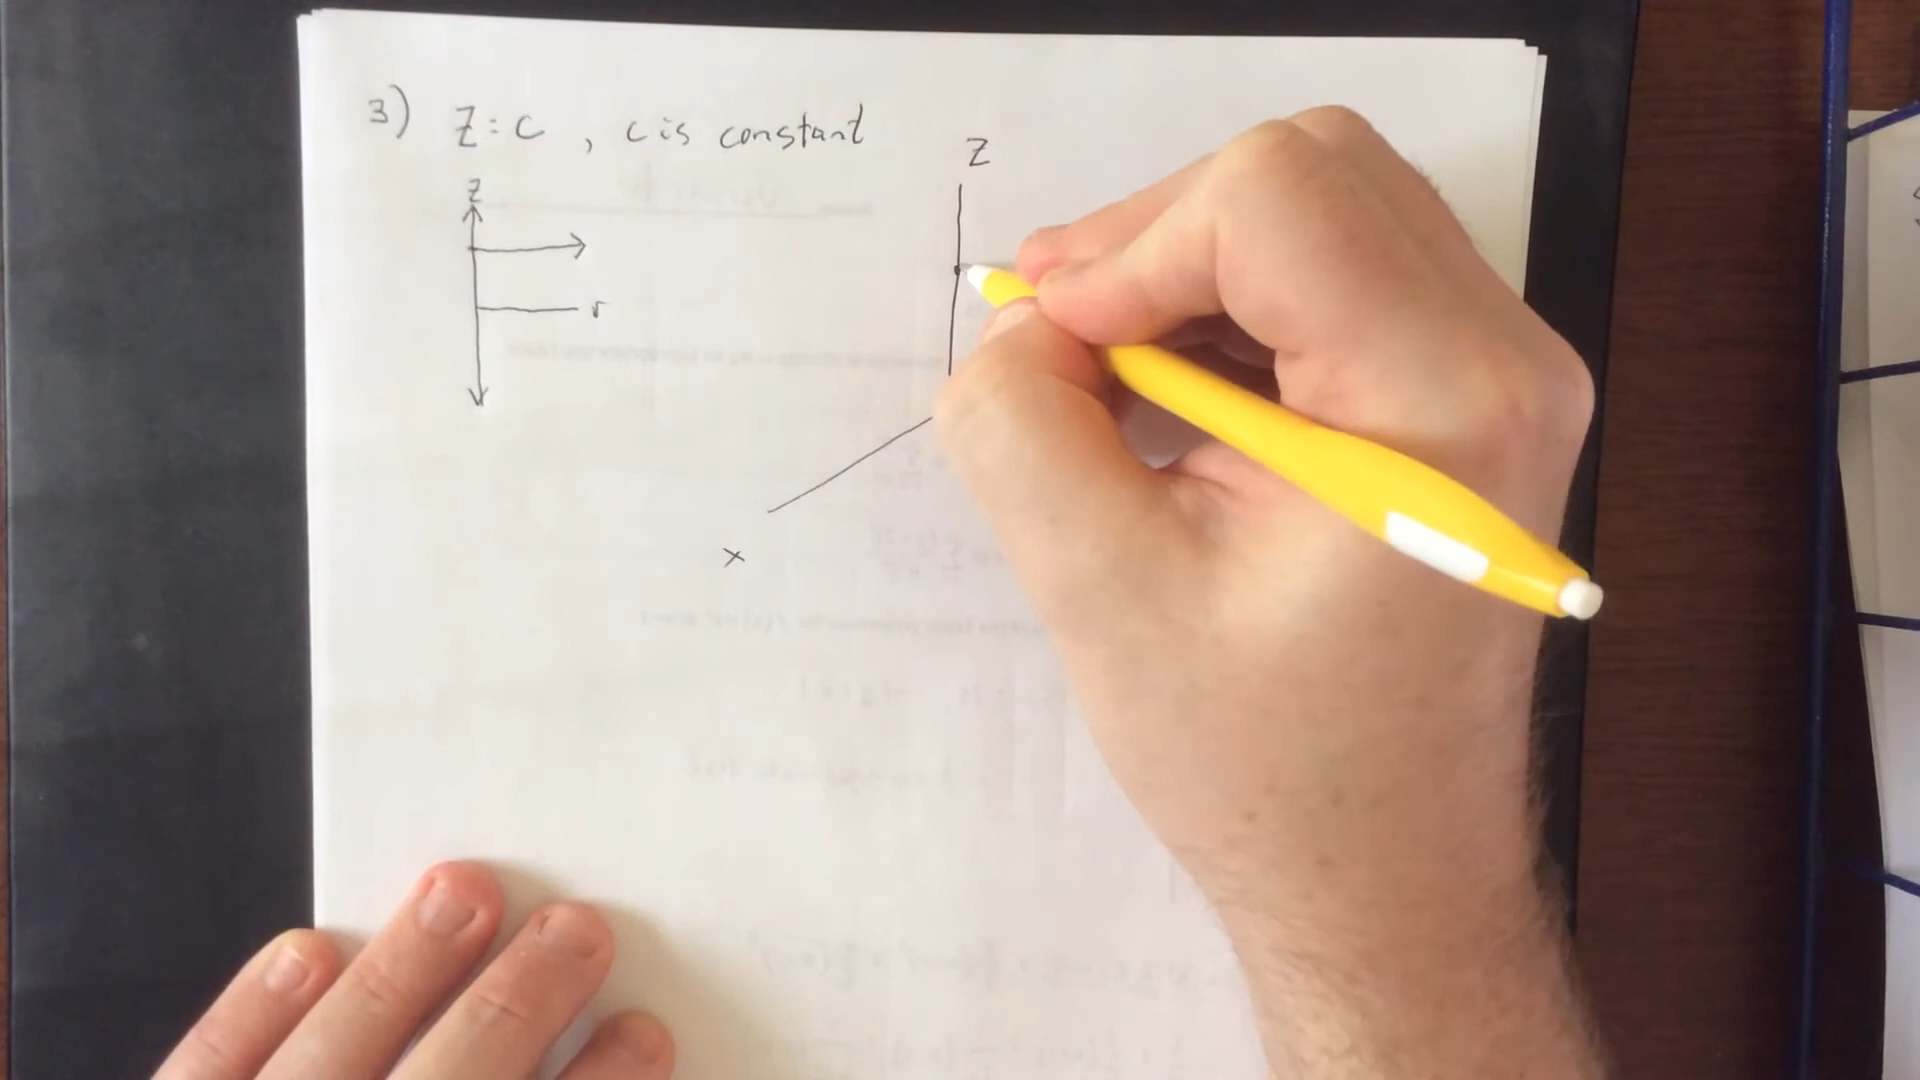 3) Z = C , C is constant
Z
Z
r
x